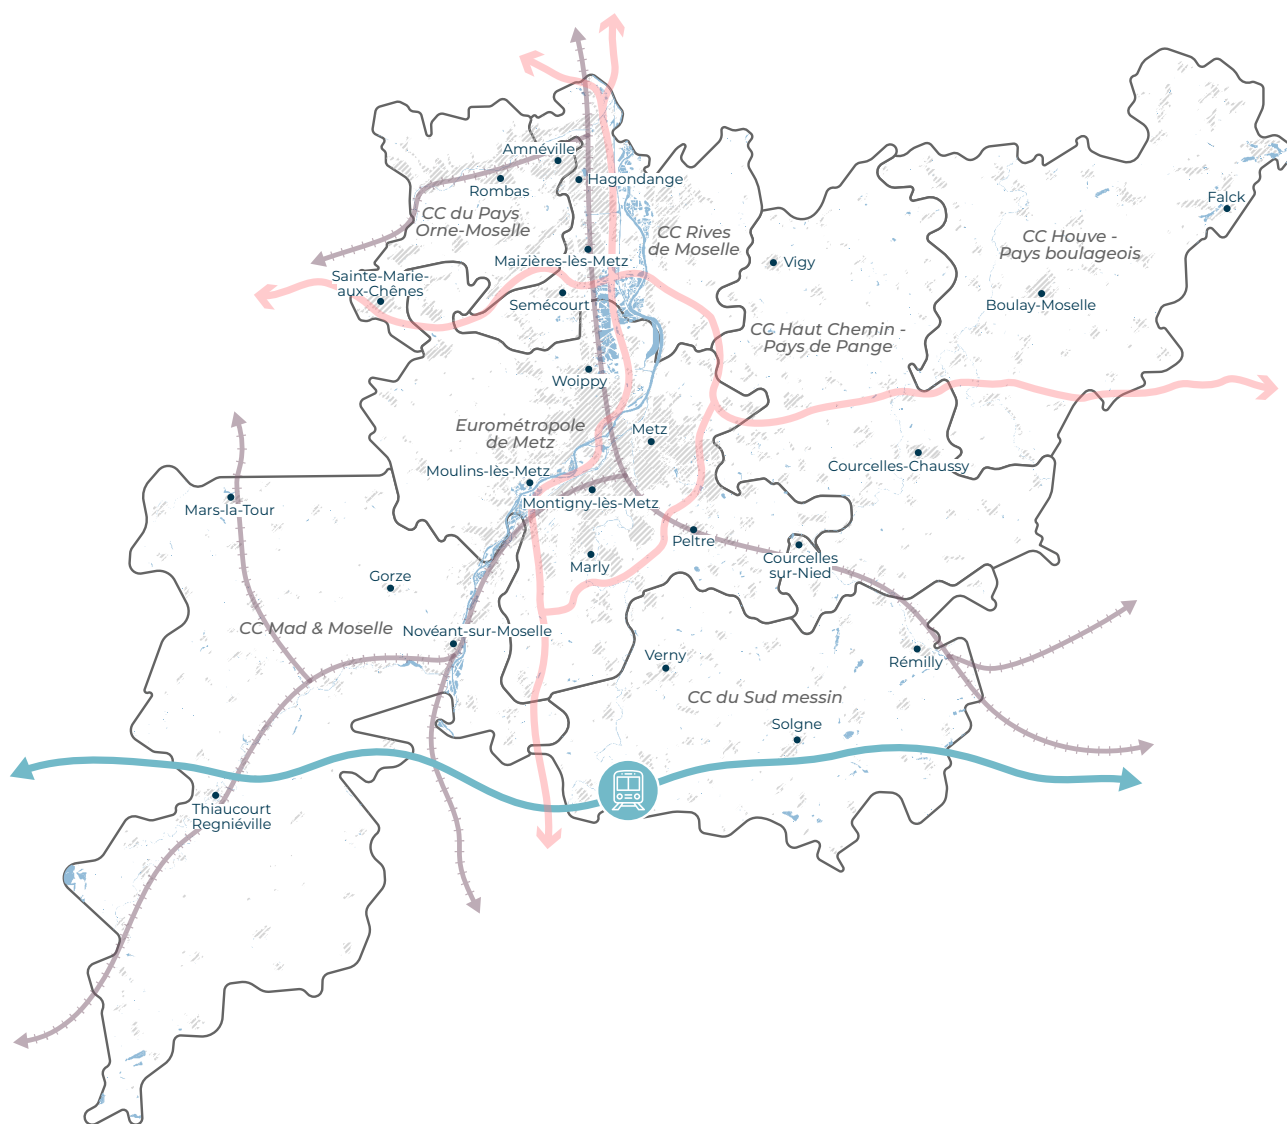 Amnéville
Hagondange
Rombas
CC du Pays
Orne-Moselle
Falck
CC Rives
de Moselle
CC Houve -
Pays boulageois
Maizières-lès-Metz
Vigy
Sainte-Marie-
aux-Chênes
Semécourt
Boulay-Moselle
CC Haut Chemin -
Pays de Pange
Woippy
Eurométropole
de Metz
Metz
Moulins-lès-Metz
Courcelles-Chaussy
Mars-la-Tour
Montigny-lès-Metz
Peltre
Courcelles
sur-Nied
Marly
Gorze
CC Mad & Moselle
Novéant-sur-Moselle
Verny
Rémilly
CC du Sud messin
Solgne
Thiaucourt
Regniéville